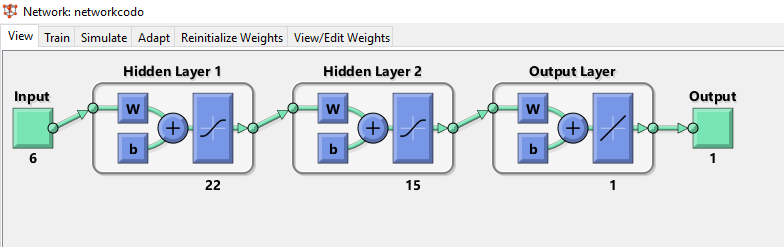 Network: networkcodo
View Train Simulate Adapt Reinitialize Weights View/Edit Weights
Hidden Layer 1 Hidden Layer 2 Output Layer
Input Output
W W W
b b b
6 1
22 15 1